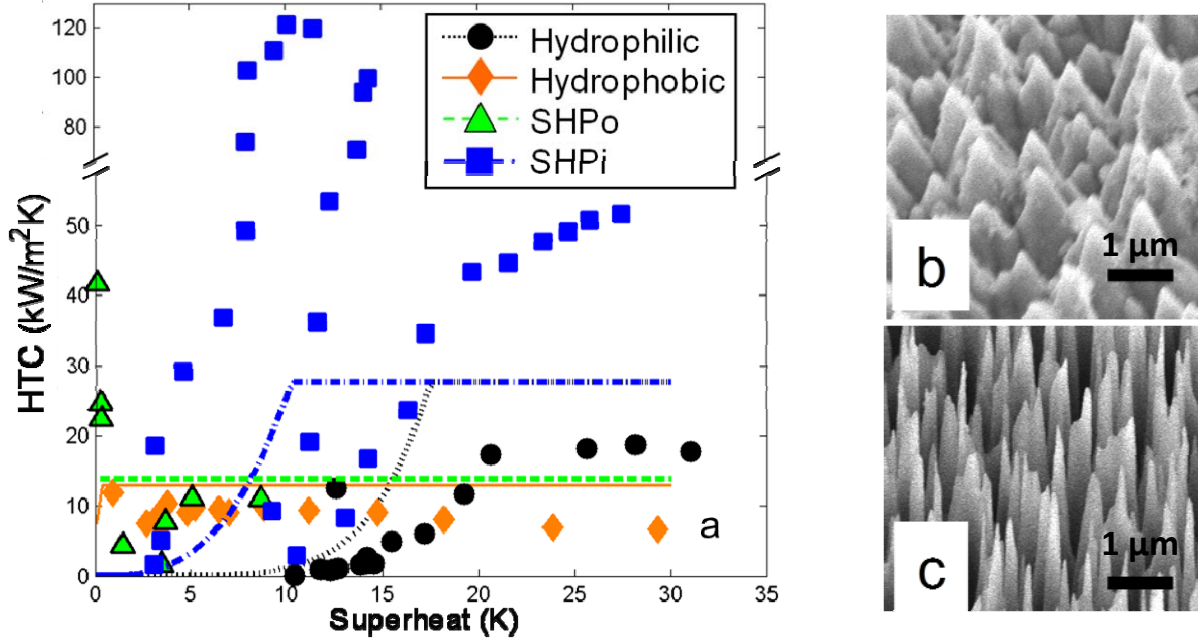 120
100
80
60
50
40
30
20
10
0
HTC (kW/m²K)
0 5 10 15 20 25 30 35
Superheat (K)
Hydrophilic
Hydrophobic
SHPo
SHPi
a
1 µm
b
1 µm
c